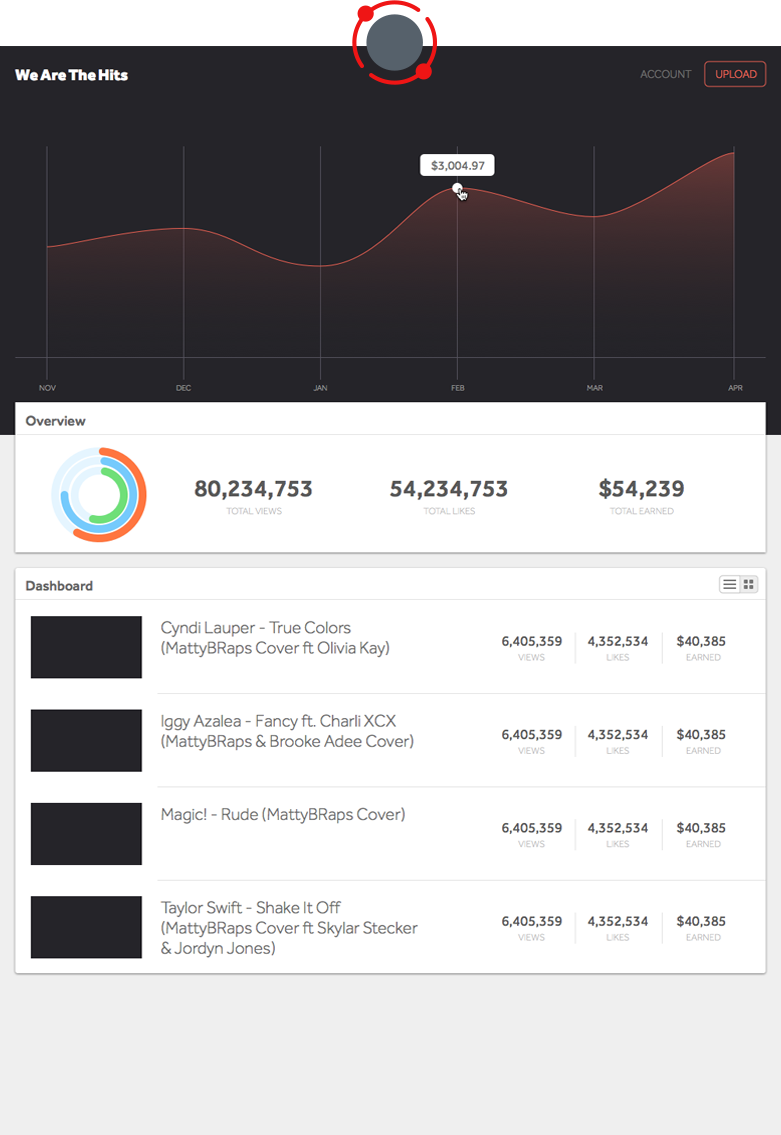 We Are The Hits
ACCOUNT
UPLOAD
$3,004.97
NOV
DEC
JAN
FEB
MAR
APR
Overview
80,234,753
54,234,753
$54,239
TOTAL VIEWS
TOTAL LIKES
TOTAL EARNED
Dashboard
Cyndi Lauper - True Colors
(MattyBRaps Cover ft Olivia Kay)
6,405,359
4,352,534
$40,385
VIEWS
LIKES
EARNED
Iggy Azalea - Fancy ft. Charli XCX
(MattyBRaps & Brooke Adee Cover)
6,405,359
4,352,534
$40,385
VIEWS
LIKES
EARNED
Magic! - Rude (MattyBRaps Cover)
6,405,359
4,352,534
$40,385
VIEWS
LIKES
EARNED
Taylor Swift - Shake It Off
(MattyBRaps Cover ft Skylar Stecker
& Jordyn Jones)
6,405,359
4,352,534
$40,385
VIEWS
LIKES
EARNED